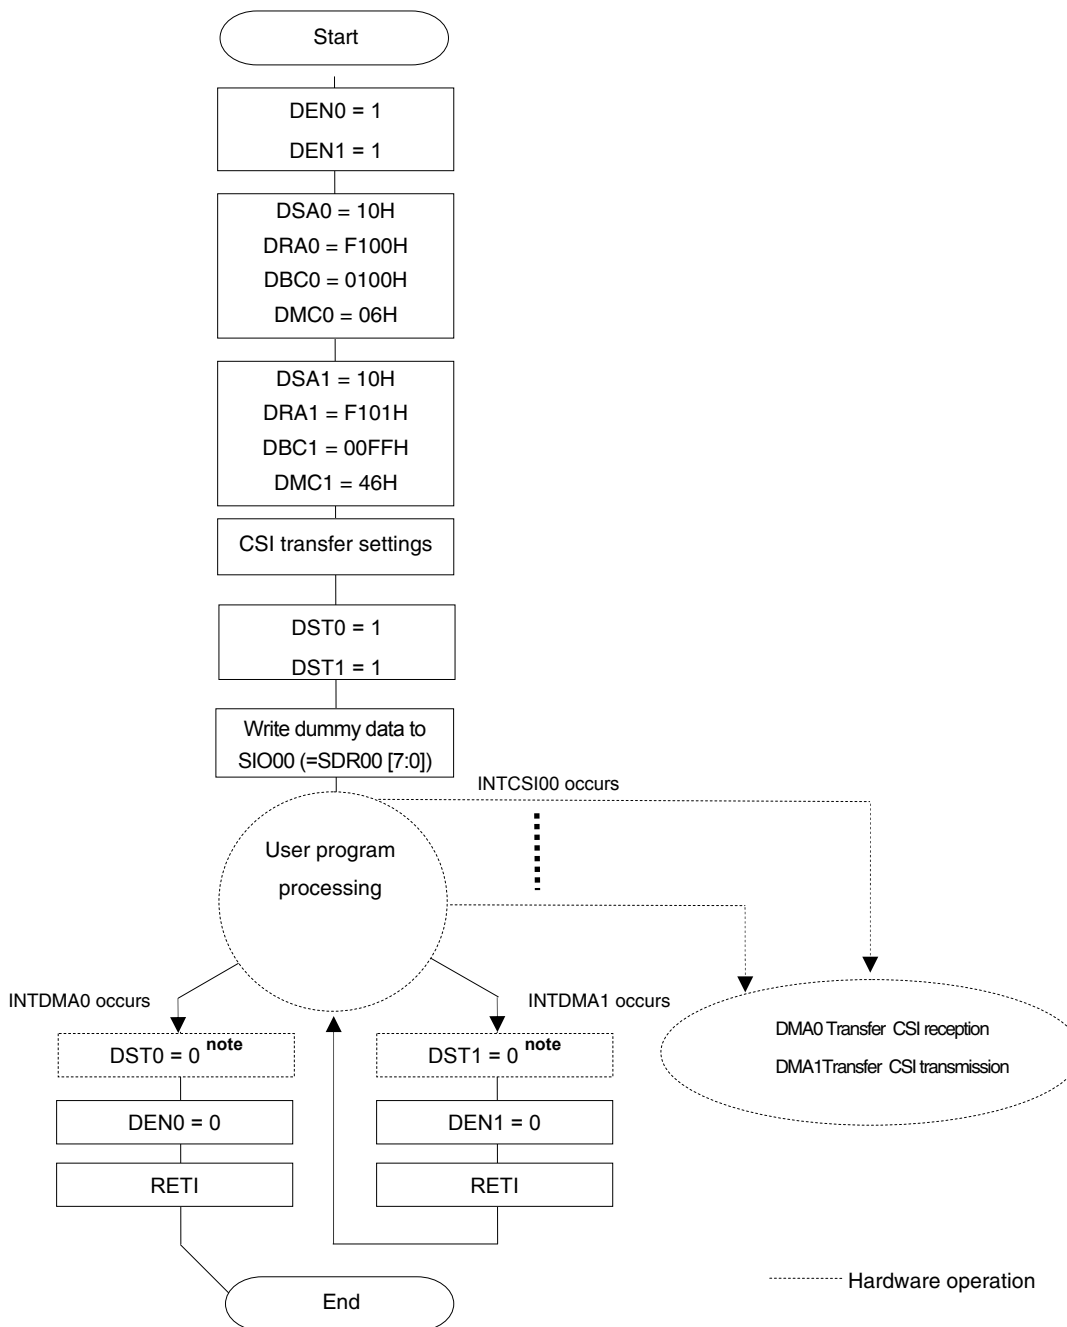 Start
DEN0 = 1
DEN1 = 1
DSA0 = 10H
DRA0 = F100H
DBC0 = 0100H
DMC0 = 06H
DSA1 = 10H
DRA1 = F101H
DBC1 = 00FFH
DMC1 = 46H
CSI transfer settings
DST0 = 1
DST1 = 1
Write dummy data to
SIO00 (=SDR00 [7:0])
INTCSI00 occurs
User program
processing
INTDMA0 occurs
INTDMA1 occurs
DST0 = 0 note
DST1 = 0 note
DMA0 Transfer CSI reception
DMA1Transfer CSI transmission
DEN0 = 0
DEN1 = 0
RETI
RETI
End
Hardware operation